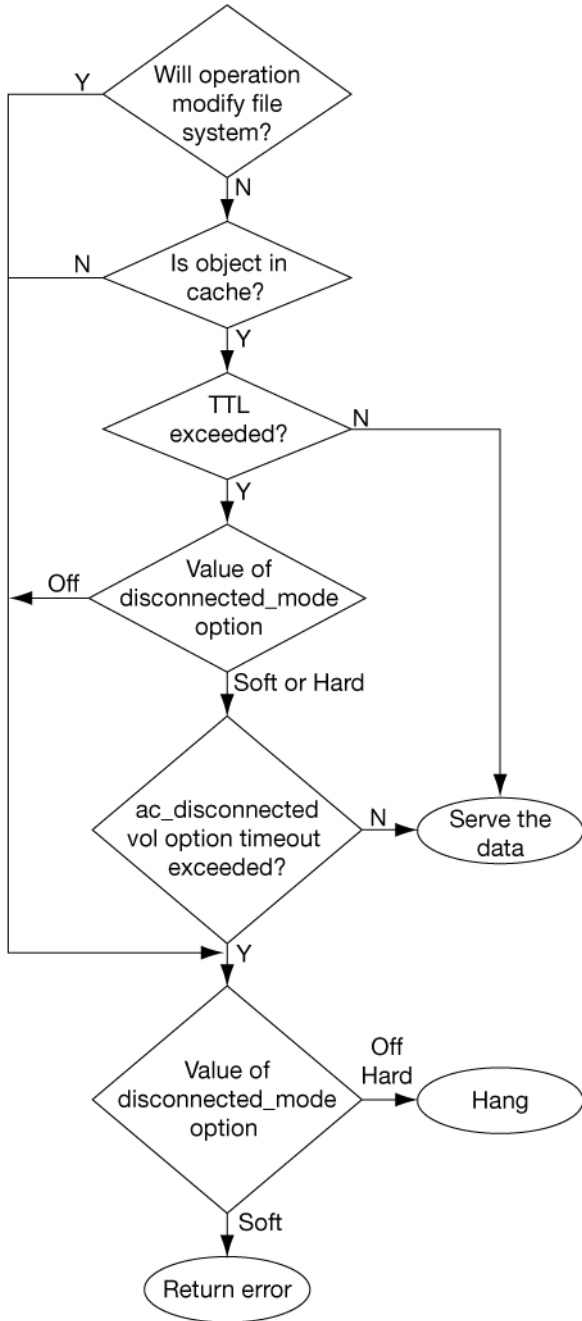 Y
Will operation
modify file
system?
N
N
Is object in
cache?
Y
TTL
exceeded?
N
Y
Off
Value of
disconnected_mode
option
Soft or Hard
ac_disconnected
vol option timeout
exceeded?
N
Serve the
data
Y
Value of
disconnected_mode
option
Off
Hard
Hang
Soft
Return error